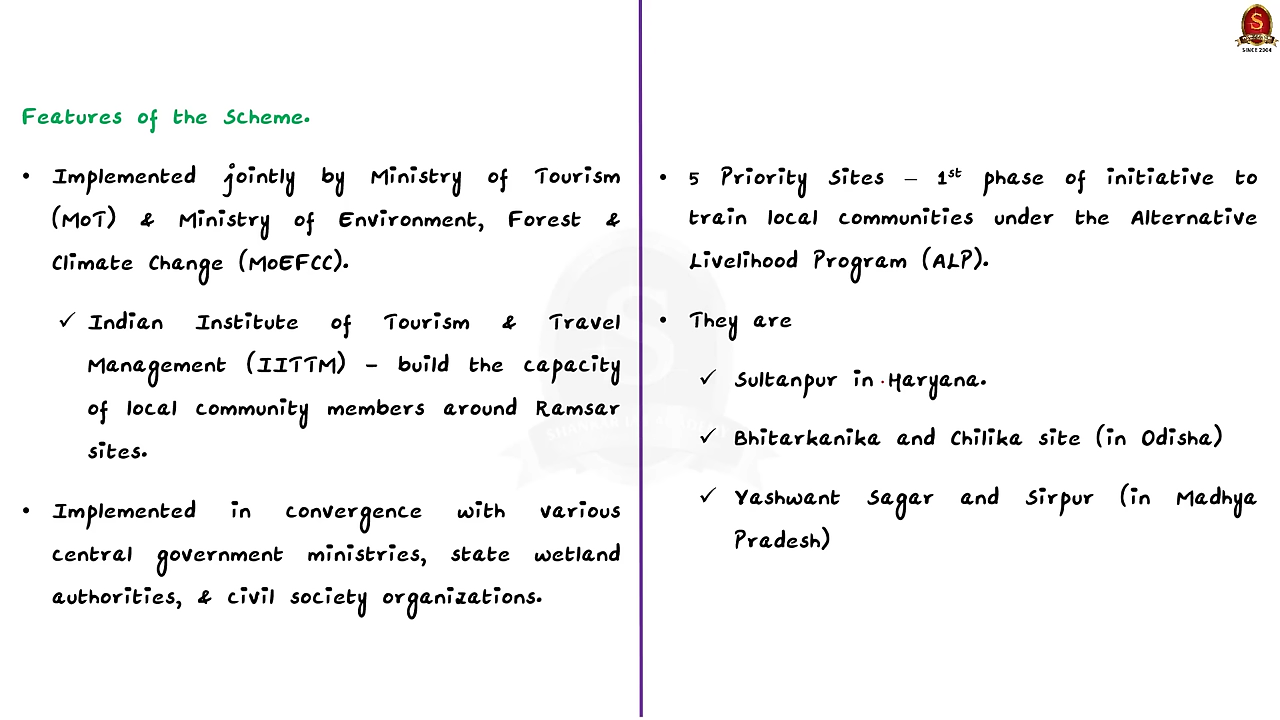 SINCE 2004
Features of the Scheme.
• Implemented jointly by Ministry of Tourism
(MoT) & Ministry of Environment, Forest &
Climate Change (MoEFCC).
✓ Indian Institute of Tourism & Travel
Management (IITTM) – build the capacity
of local community members around Ramsar
sites.
• Implemented in convergence with various
central government ministries, state wetland
authorities, & civil society organizations.
• 5 Priority Sites – 1st phase of initiative to
train local communities under the Alternative
Livelihood Program (ALP).
• They are
✓ Sultanpur in Haryana.
✓ Bhitarkanika and Chilika site (in Odisha)
✓ Yashwant Sagar and Sirpur (in Madhya
Pradesh)